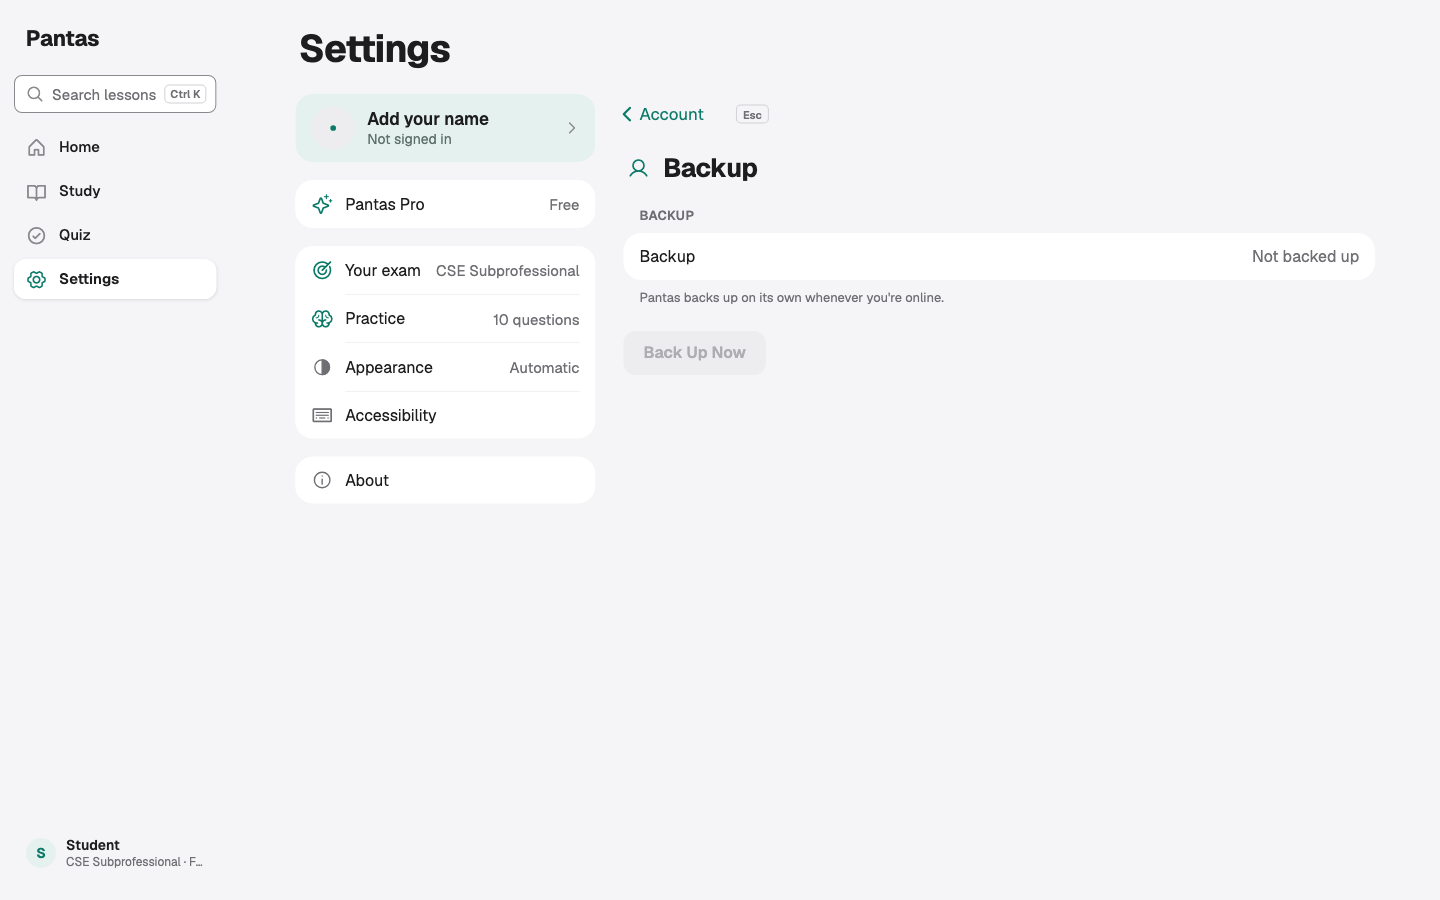 Pantas
Search lessons Ctrl K
Home
Study
Quiz
Settings
Student
CSE Subprofessional · F...
Settings
Add your name
Not signed in
Pantas Pro Free
Your exam CSE Subprofessional
Practice 10 questions
Appearance Automatic
Accessibility
About
Account Esc
Backup
BACKUP
Backup Not backed up
Pantas backs up on its own whenever you're online.
Back Up Now
S